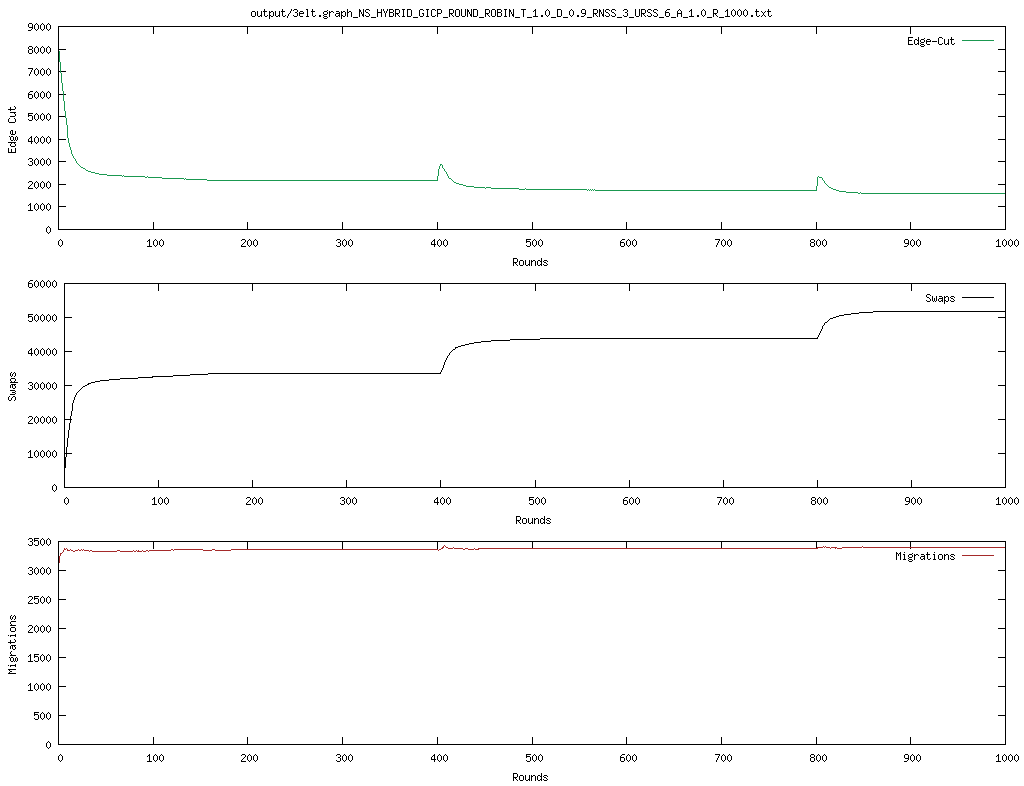 output/3elt.graph_NS_HYBRID_GICP_ROUND_ROBIN_T_1.0_D_0.9_RNSS_3_URSS_6_A_1.0_R_1000.txt
9000
8000
7000
6000
5000
4000
3000
2000
1000
0
Edge Cut
Edge-Cut
0 100 200 300 400 500 600 700 800 900 1000
Rounds
60000
50000
40000
30000
20000
10000
0
Swaps
Swaps
0 100 200 300 400 500 600 700 800 900 1000
Rounds
3500
3000
2500
2000
1500
1000
500
0
Migrations
Migrations
0 100 200 300 400 500 600 700 800 900 1000
Rounds